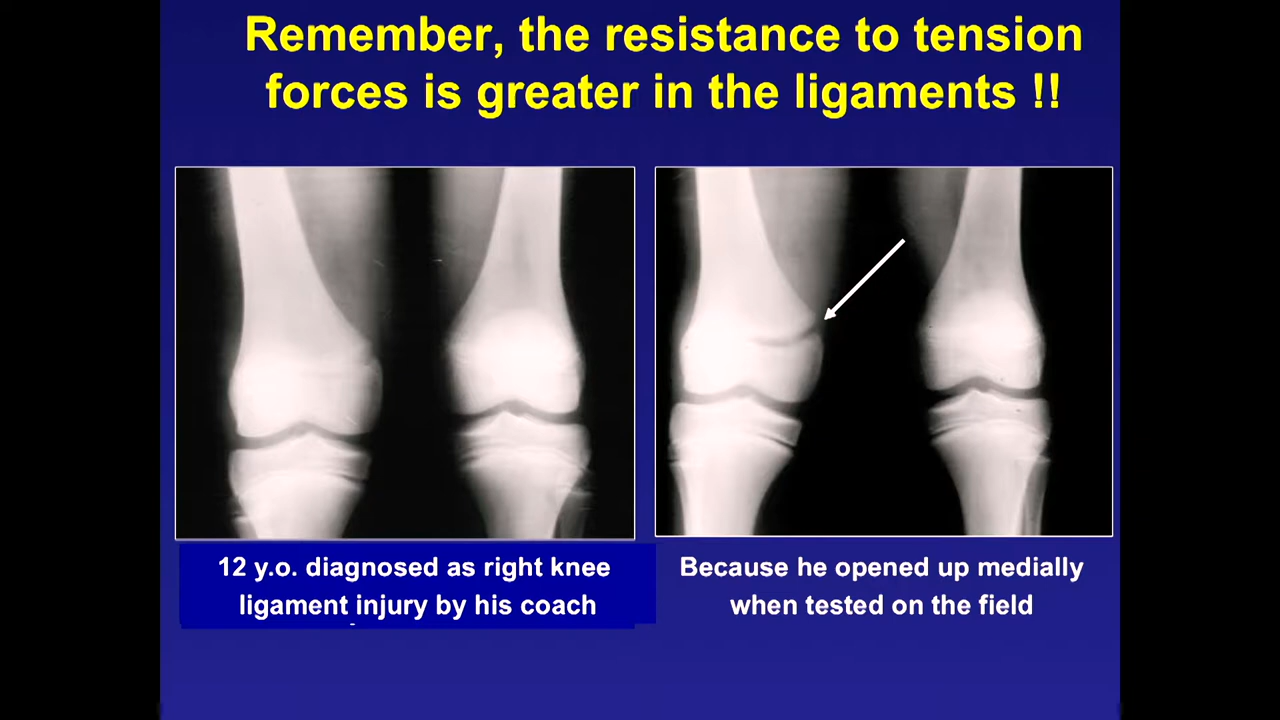 Remember, the resistance to tension
forces is greater in the ligaments !!
12 y.o. diagnosed as right knee
ligament injury by his coach
Because he opened up medially
when tested on the field